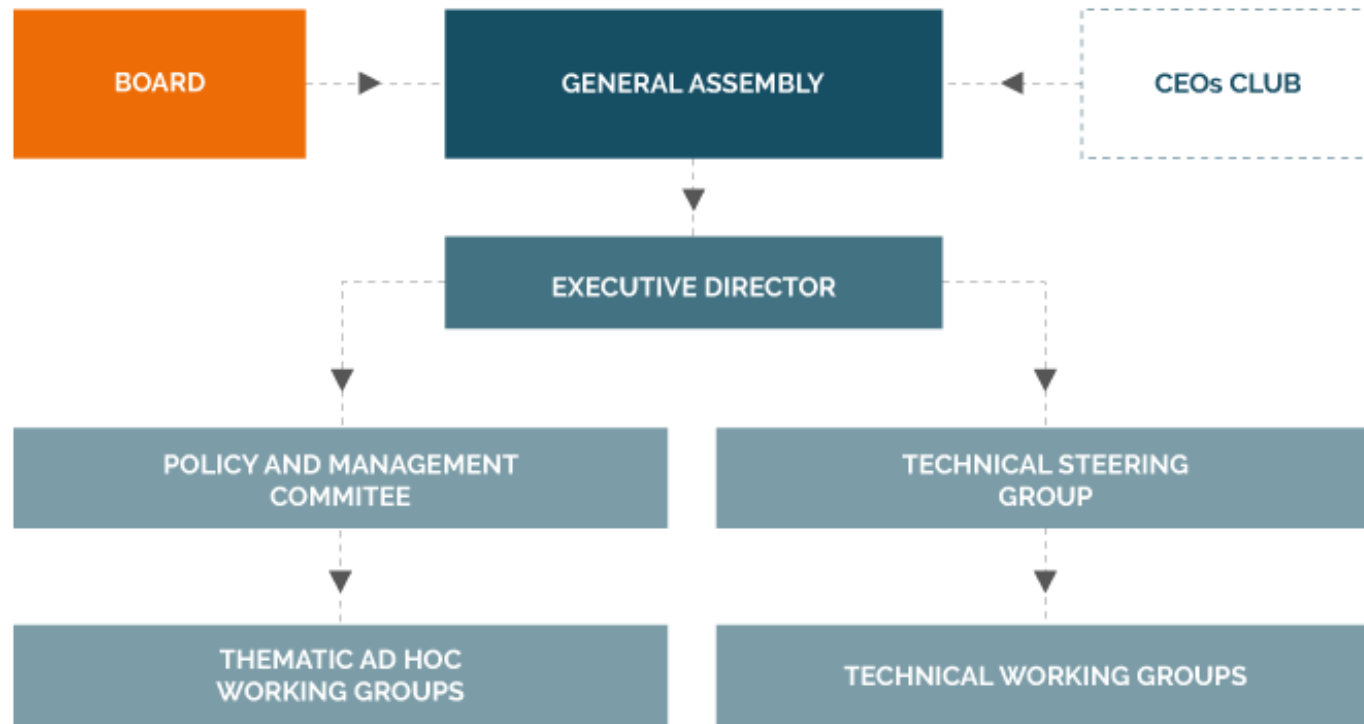 BOARD
GENERAL ASSEMBLY
CEOs CLUB
EXECUTIVE DIRECTOR
POLICY AND MANAGEMENT
COMMITEE
TECHNICAL STEERING
GROUP
THEMATIC AD HOC
WORKING GROUPS
TECHNICAL WORKING GROUPS